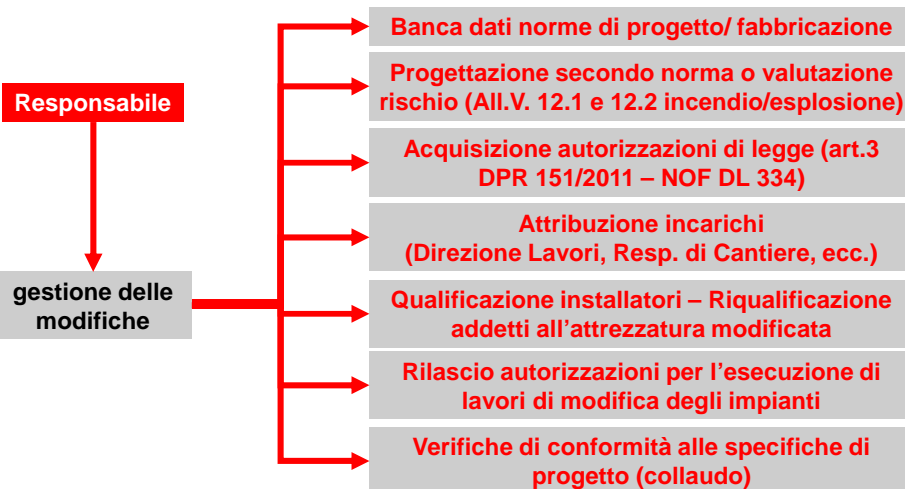 Responsabile
gestione delle
modifiche
Banca dati norme di progetto/ fabbricazione
Progettazione secondo norma o valutazione
rischio (All.V. 12.1 e 12.2 incendio/esplosione)
Acquisizione autorizzazioni di legge (art.3
DPR 151/2011 – NOF DL 334)
Attribuzione incarichi
(Direzione Lavori, Resp. di Cantiere, ecc.)
Qualificazione installatori – Riqualificazione
addetti all’attrezzatura modificata
Rilascio autorizzazioni per l’esecuzione di
lavori di modifica degli impianti
Verifiche di conformità alle specifiche di
progetto (collaudo)